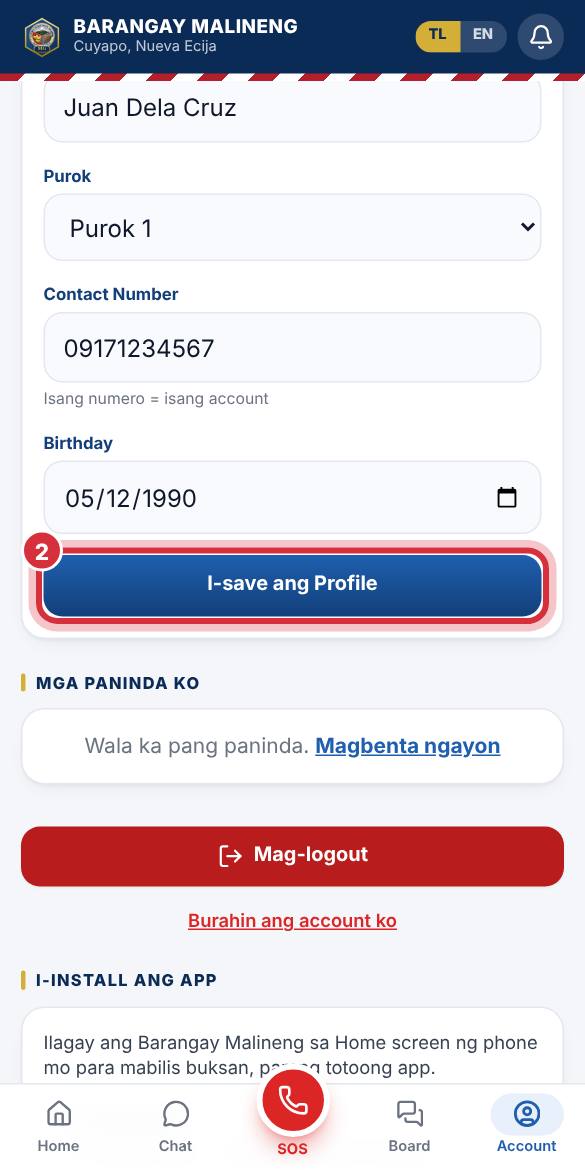 BARANGAY MALINENG
Cuyapo, Nueva Ecija
TL EN
Juan Dela Cruz
Purok
Purok 1
Contact Number
09171234567
Isang numero = isang account
Birthday
05/12/1990
2
I-save ang Profile
MGA PANINDA KO
Wala ka pang paninda. Magbenta ngayon
Mag-logout
Burahin ang account ko
I-INSTALL ANG APP
Ilagay ang Barangay Malineng sa Home screen ng phone
mo para mabilis buksan, totoong app.
Home
Chat
SOS
Board
Account